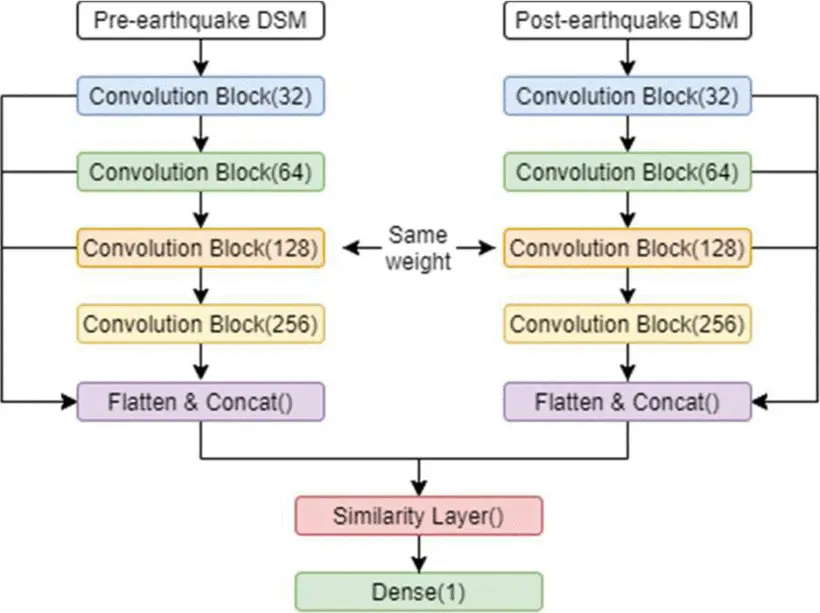 Pre-earthquake DSM
Post-earthquake DSM
Convolution Block(32)
Convolution Block(32)
Convolution Block(64)
Convolution Block(64)
Convolution Block(128)
Same
weight
Convolution Block(128)
Convolution Block(256)
Convolution Block(256)
Flatten & Concat()
Flatten & Concat()
Similarity Layer()
Dense(1)